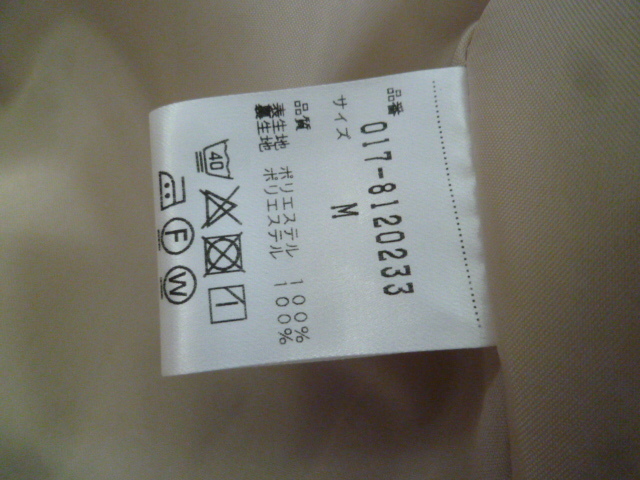 品番
017-8120233
サイズ
M
品質
表生地 ポリエステル 100%
裏生地 ポリエステル 100%
40
F
W